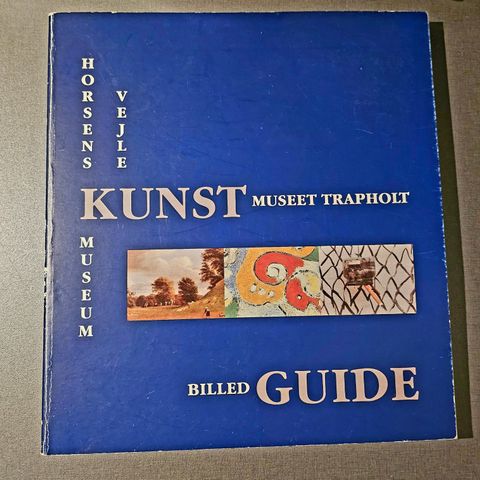 HORSENS
VEJLE
KUNST MUSEET TRAPHOLT
MUSEUM
BILLED GUIDE